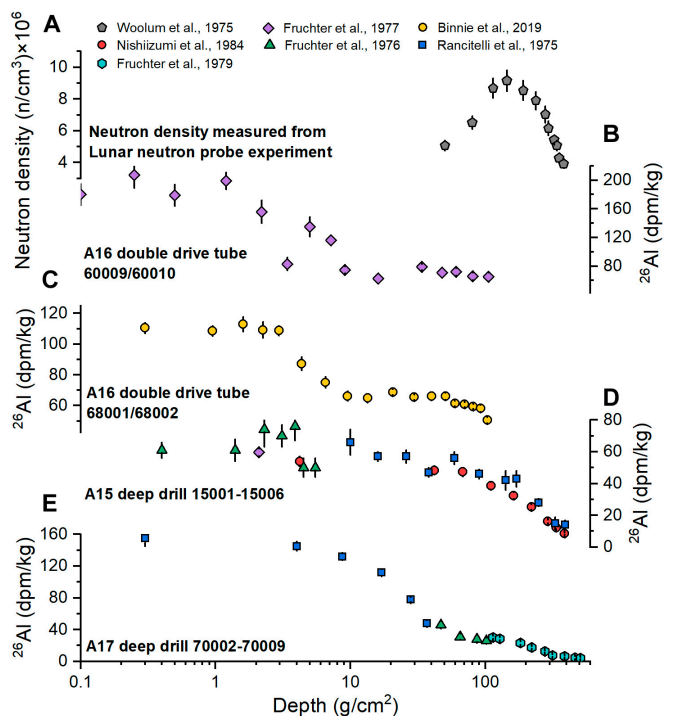 A
Woolum et al., 1975
Fruchter et al., 1977
Binnie et al., 2019
Nishiizumi et al., 1984
Fruchter et al., 1976
Rancitelli et al., 1975
Fruchter et al., 1979
Neutron density (n/cm³)×10⁶
10
8
6
4
Neutron density measured from
Lunar neutron probe experiment
B
200
160
120
80
²⁶Al (dpm/kg)
A16 double drive tube
60009/60010
C
120
100
80
60
²⁶Al (dpm/kg)
A16 double drive tube
68001/68002
D
80
60
40
20
0
²⁶Al (dpm/kg)
A15 deep drill 15001-15006
E
160
120
80
40
0
²⁶Al (dpm/kg)
A17 deep drill 70002-70009
0.1 1 10 100
Depth (g/cm²)